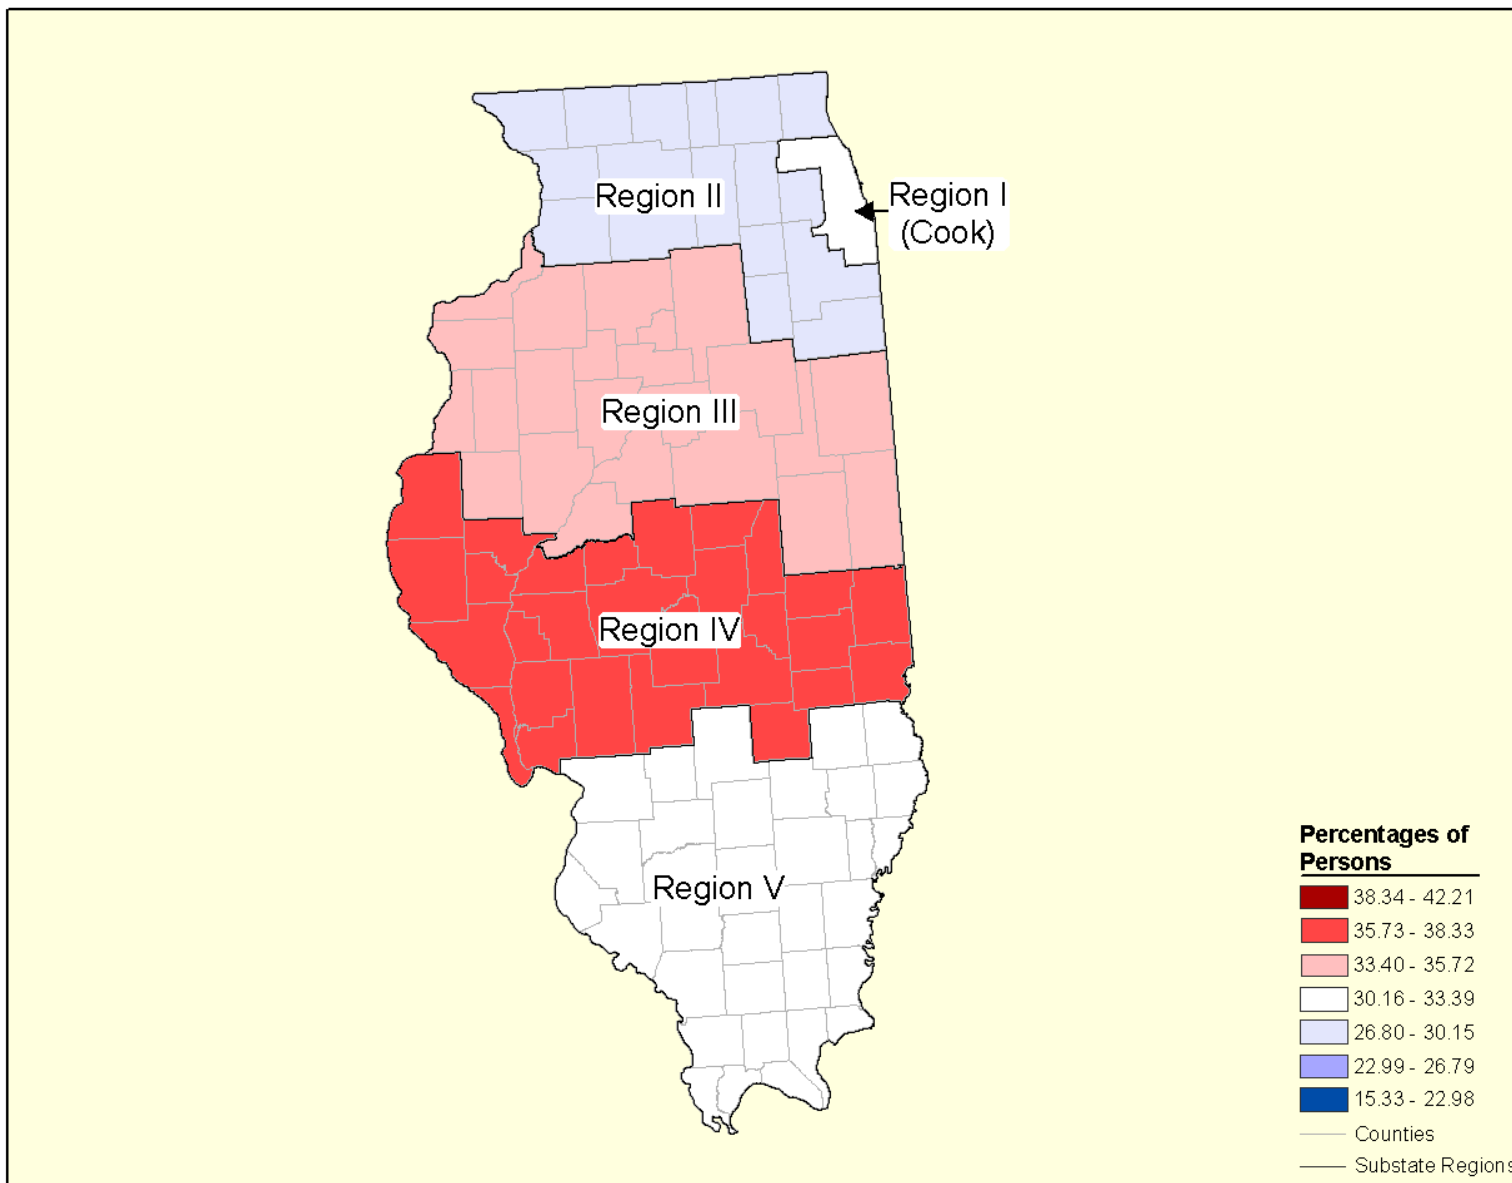 Region II
Region I
(Cook)
Region III
Region IV
Region V
Percentages of
Persons
38.34 - 42.21
35.73 - 38.33
33.40 - 35.72
30.16 - 33.39
26.80 - 30.15
22.99 - 26.79
15.33 - 22.98
Counties
Substate Regions